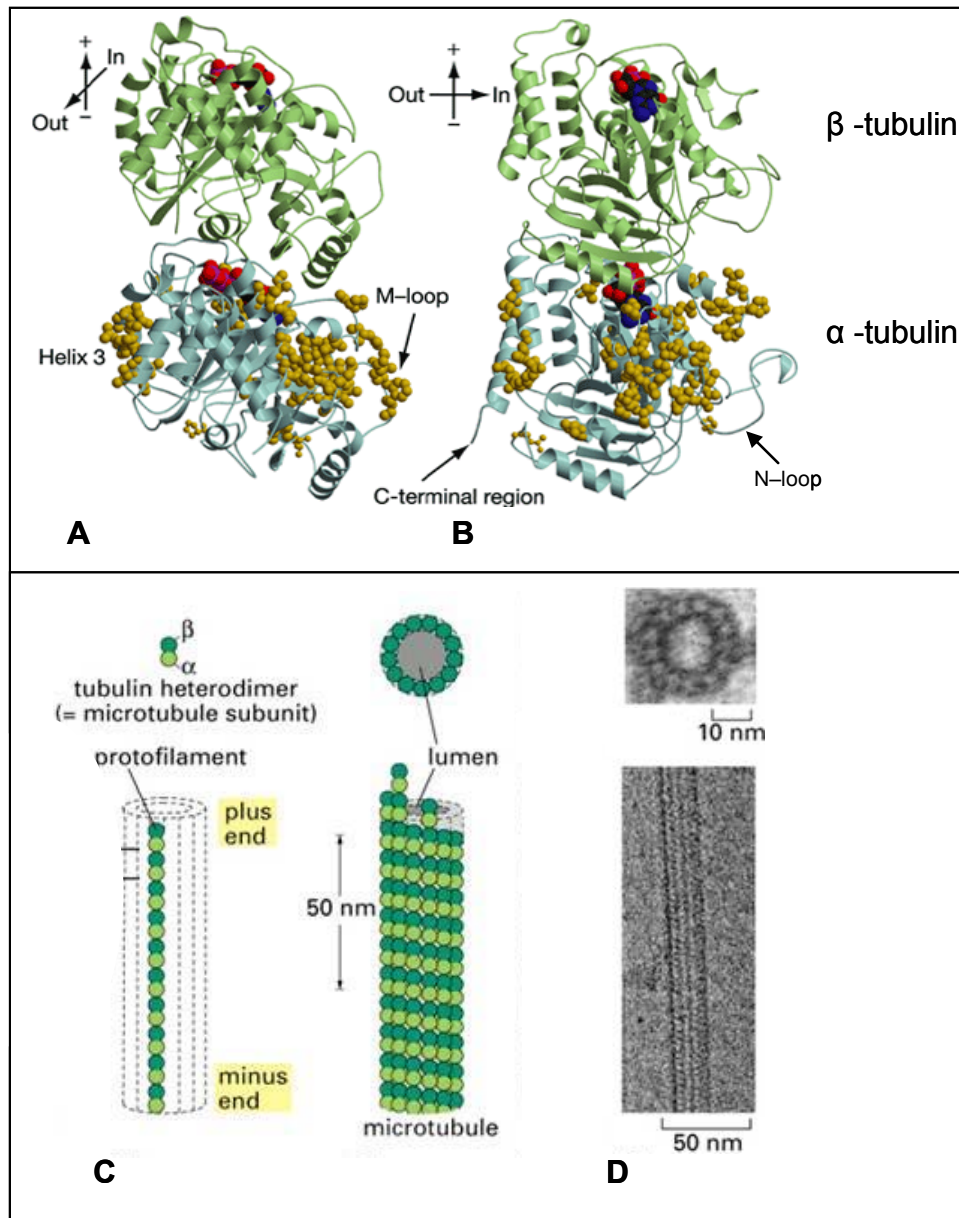 +
In
Out
−
+
Out
In
−
β -tubulin
M–loop
α -tubulin
Helix 3
C-terminal region
N–loop
A
B
β
α
tubulin heterodimer
(= microtubule subunit)
10 nm
protofilament
lumen
plus
end
50 nm
minus
end
microtubule
50 nm
C
D